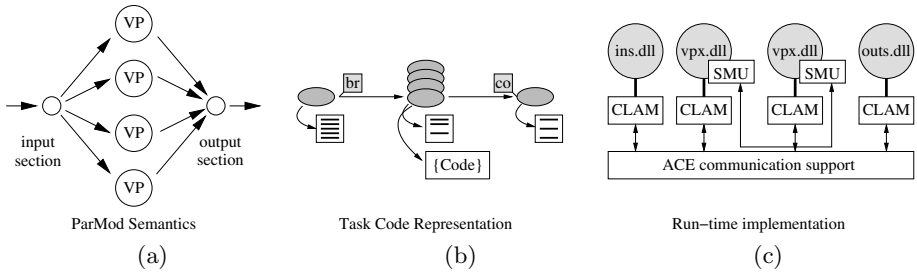 VP
VP
VP
VP
input
section
output
section
ParMod Semantics
(a)
br
co
{Code}
Task Code Representation
(b)
ins.dll
vpx.dll
vpx.dll
outs.dll
SMU
SMU
CLAM
CLAM
CLAM
CLAM
ACE communication support
Run-time implementation
(c)